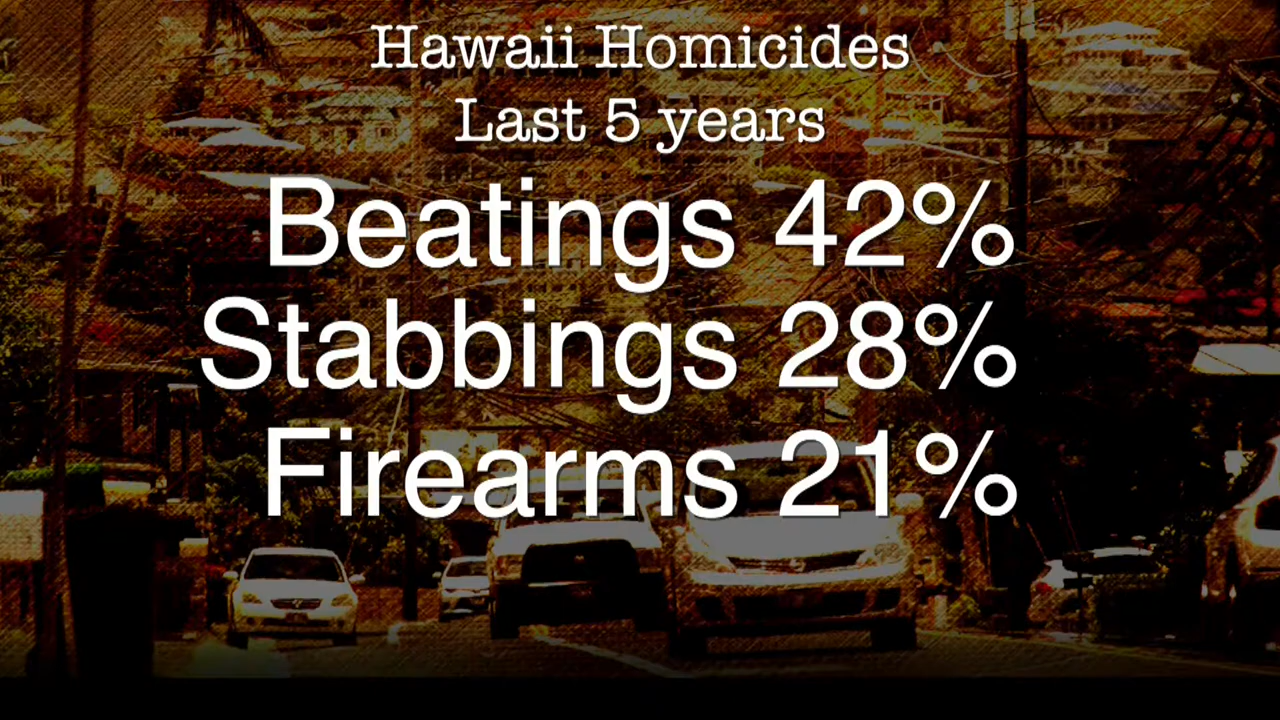 Hawaii Homicides
Last 5 years
Beatings 42%
Stabbings 28%
Firearms 21%